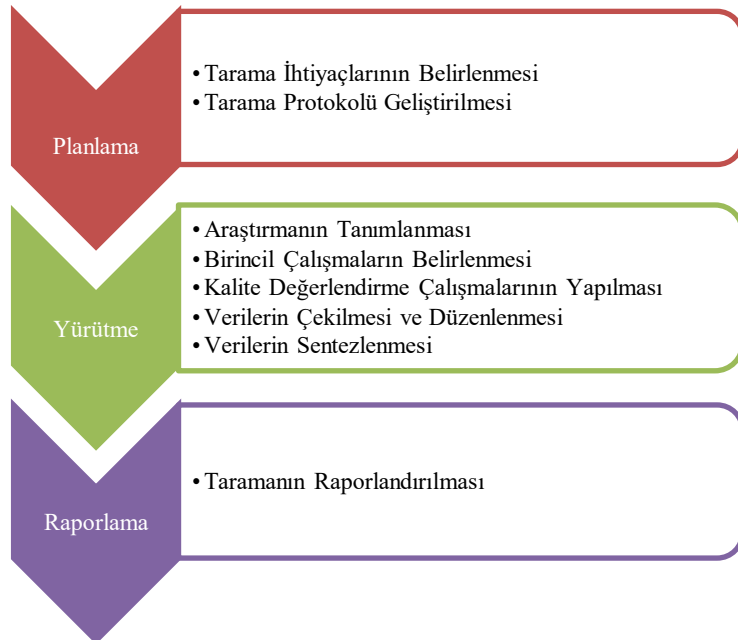 Planlama
• Tarama İhtiyaçlarının Belirlenmesi
• Tarama Protokolü Geliştirilmesi
Yürütme
• Araştırmanın Tanımlanması
• Birincil Çalışmaların Belirlenmesi
• Kalite Değerlendirme Çalışmalarının Yapılması
• Verilerin Çekilmesi ve Düzenlenmesi
• Verilerin Sentezlenmesi
Raporlama
• Taramanın Raporlandırılması